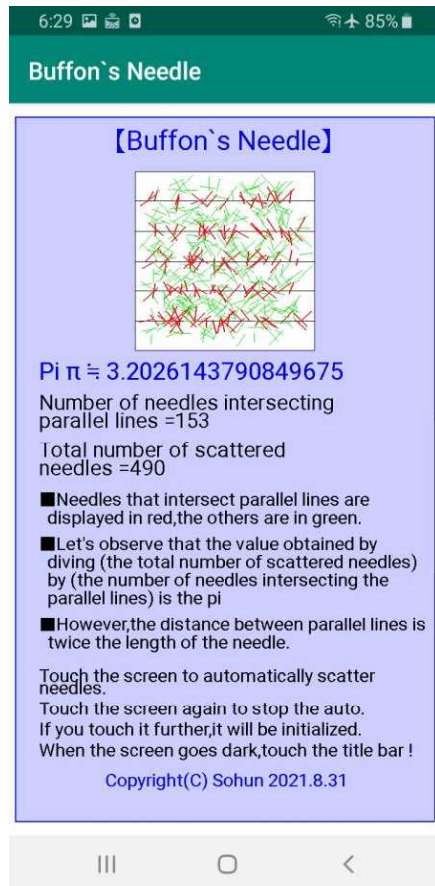 6:29 85%
Buffon`s Needle
【Buffon`s Needle】
Pi π ≒ 3.2026143790849675
Number of needles intersecting
parallel lines =153
Total number of scattered
needles =490
■Needles that intersect parallel lines are
displayed in red,the others are in green.
■Let's observe that the value obtained by
diving (the total number of scattered needles)
by (the number of needles intersecting the
parallel lines) is the pi
■However,the distance between parallel lines is
twice the length of the needle.
Touch the screen to automatically scatter
needles.
Touch the screen again to stop the auto.
If you touch it further,it will be initialized.
When the screen goes dark,touch the title bar !
Copyright(C) Sohun 2021.8.31